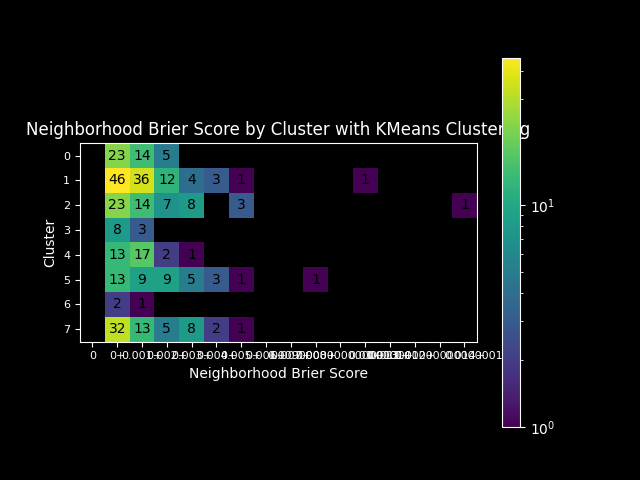 Neighborhood Brier Score by Cluster with KMeans Clustering
0 23 14 5
1 46 36 12 4 3 1 1
2 23 14 7 8 3 1
3 8 3
4 13 17 2 1
5 13 9 9 5 3 1 1
6 2 1
7 32 13 5 8 2 1
Cluster
0
Neighborhood Brier Score
10^1
10^0